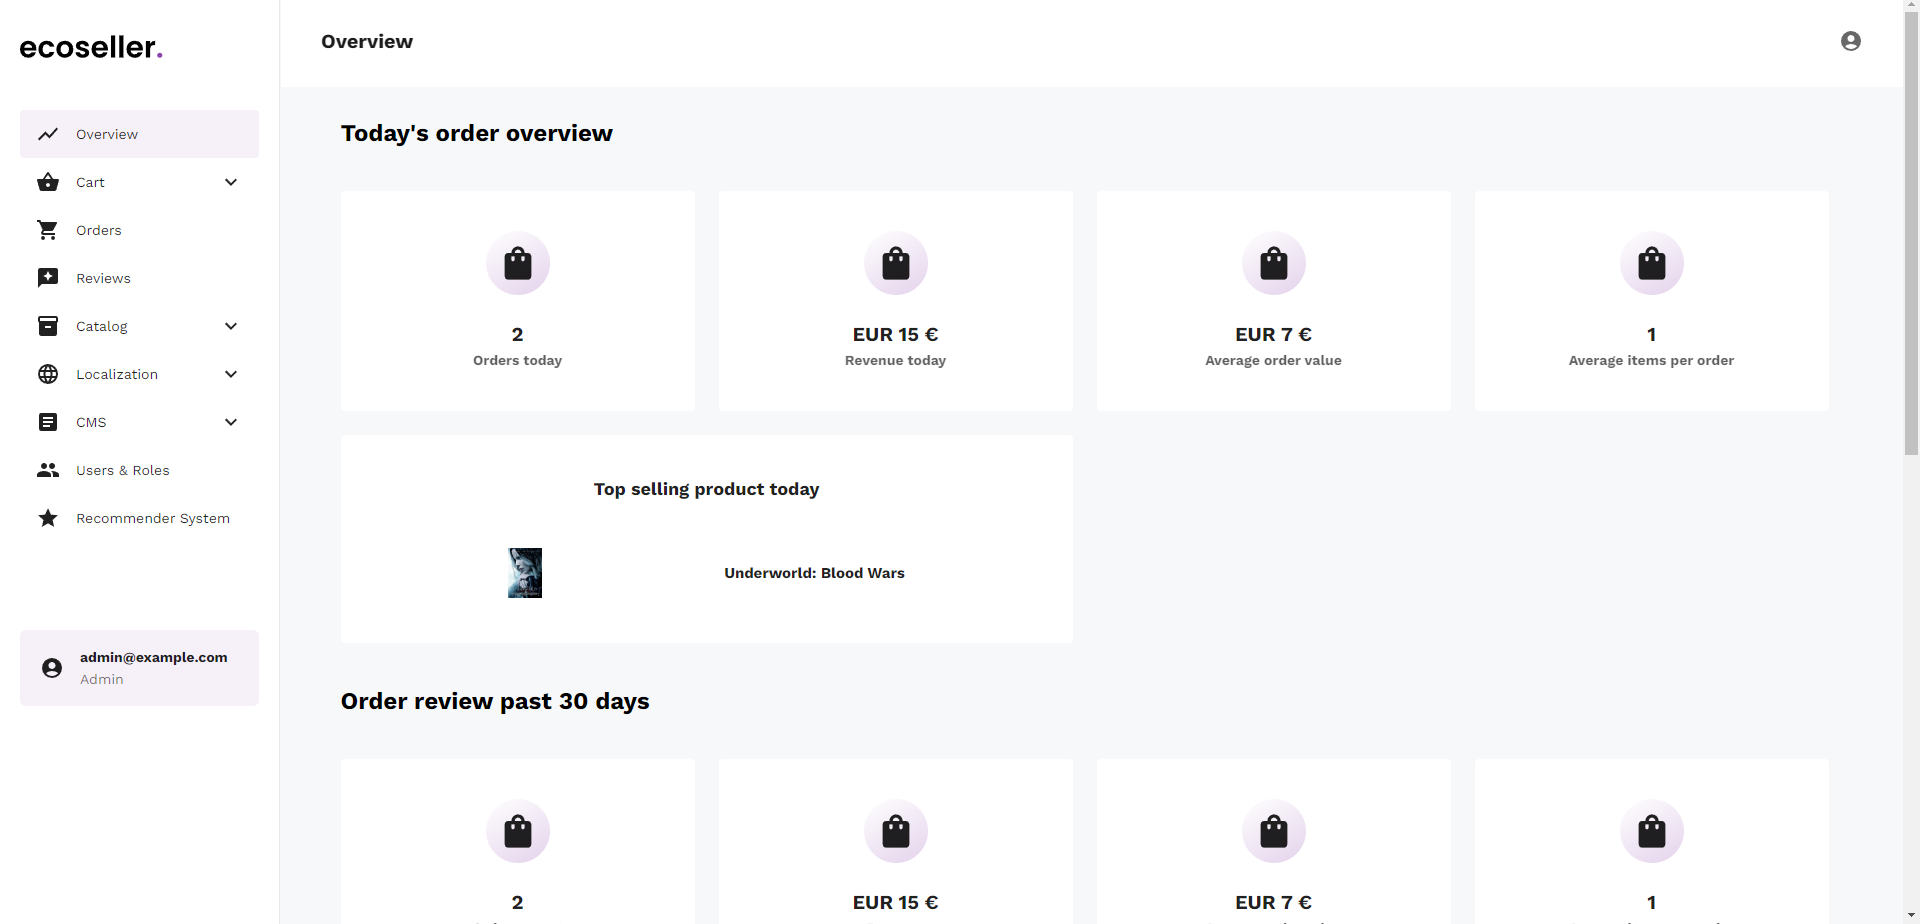 ecoseller.
Overview
Cart
Orders
Reviews
Catalog
Localization
CMS
Users & Roles
Recommender System
admin@example.com
Admin
Overview
Today's order overview
2
Orders today
EUR 15 €
Revenue today
EUR 7 €
Average order value
1
Average items per order
Top selling product today
Underworld: Blood Wars
Order review past 30 days
2
EUR 15 €
EUR 7 €
1